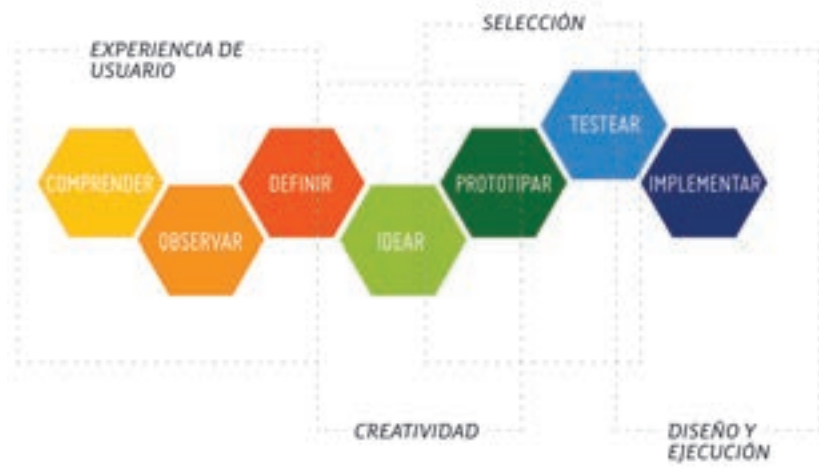 SELECCIÓN
EXPERIENCIA DE
USUARIO
TESTEAR
COMPRENDER
DEFINIR
PROTOTIPAR
IMPLEMENTAR
OBSERVAR
IDEAR
CREATIVIDAD
DISEÑO Y
EJECUCIÓN